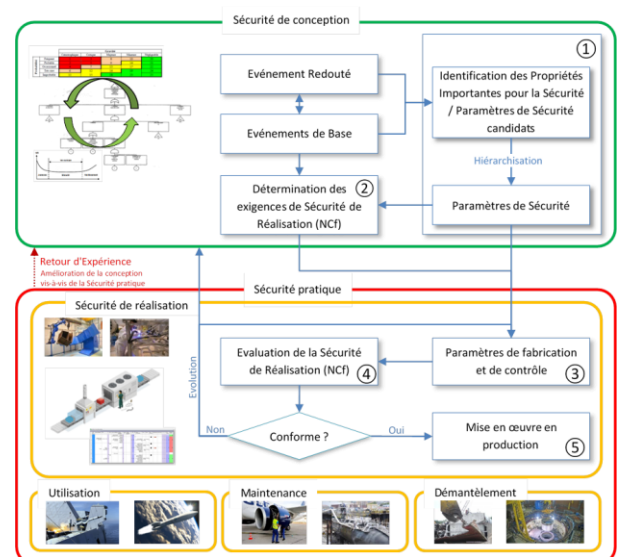 Sécurité de conception
Evénement Redouté
Evénements de Base
①
Identification des Propriétés
Importantes pour la Sécurité
/ Paramètres de Sécurité
candidats
Hiérarchisation
②
Détermination des
exigences de Sécurité de
Réalisation (NCf)
Paramètres de Sécurité
Retour d'Expérience
Amélioration de la conception
vis-à-vis de la Sécurité pratique
Sécurité pratique
Sécurité de réalisation
Evolution
Evaluation de la Sécurité
de Réalisation (NCf)
④
Paramètres de fabrication
et de contrôle
③
Non
Conforme ?
Oui
Mise en œuvre en
production
⑤
Utilisation
Maintenance
Démantèlement